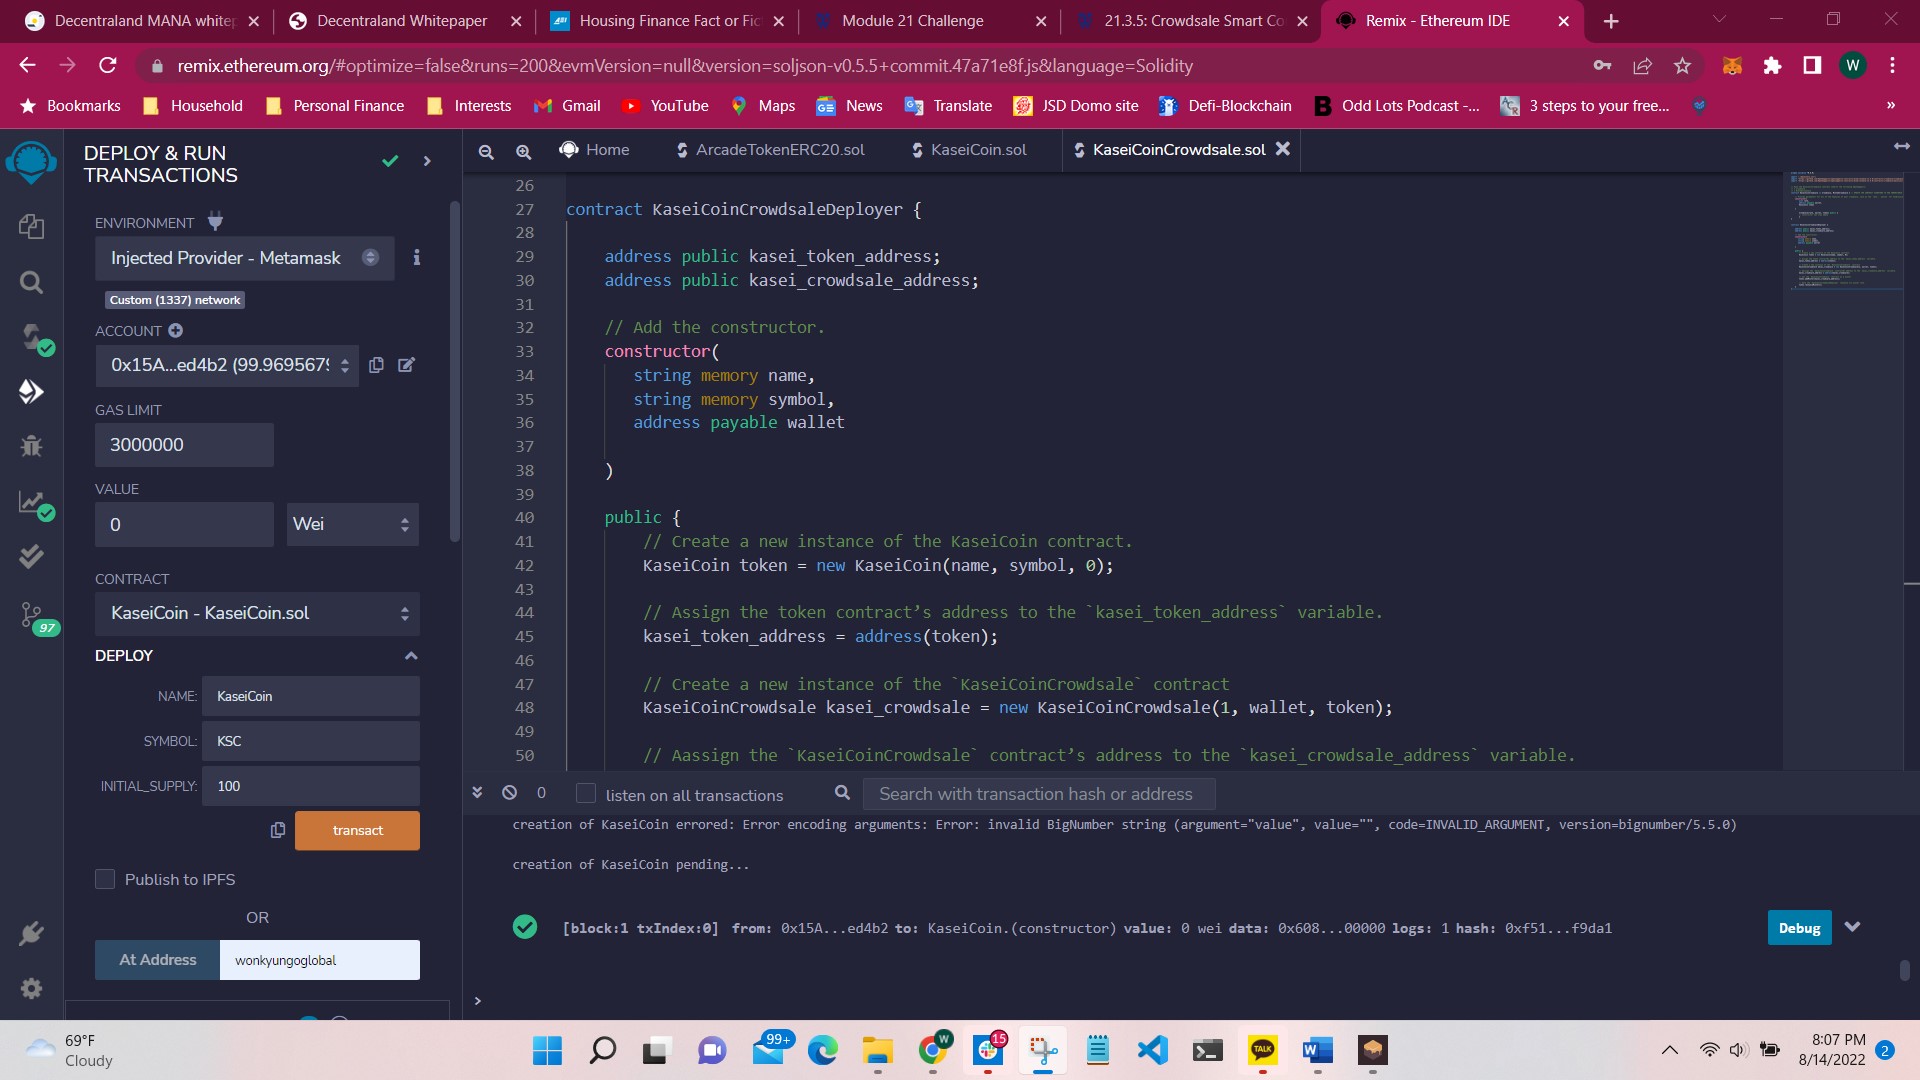 Decentraland MANA whitep
Decentraland Whitepaper
Housing Finance Fact or Fic
Module 21 Challenge
21.3.5: Crowdsale Smart Co
Remix - Ethereum IDE
remix.ethereum.org/#optimize=false&runs=200&evmVersion=null&version=soljson-v0.5.5+commit.47a71e8f.js&language=Solidity
W
Bookmarks
Household
Personal Finance
Interests
Gmail
YouTube
Maps
News
Translate
JSD Domo site
Defi-Blockchain
Odd Lots Podcast -...
3 steps to your free...
»
DEPLOY & RUN
TRANSACTIONS
ENVIRONMENT
Injected Provider - Metamask
Custom (1337) network
ACCOUNT
0x15A...ed4b2 (99.9695679
GAS LIMIT
3000000
VALUE
0
Wei
CONTRACT
KaseiCoin - KaseiCoin.sol
97
DEPLOY
NAME:
KaseiCoin
SYMBOL:
KSC
INITIAL_SUPPLY:
100
transact
Publish to IPFS
OR
At Address
wonkyungoglobal
Home
ArcadeTokenERC20.sol
KaseiCoin.sol
KaseiCoinCrowdsale.sol
26
27 contract KaseiCoinCrowdsaleDeployer {
28
29 address public kasei_token_address;
30 address public kasei_crowdsale_address;
31
32 // Add the constructor.
33 constructor(
34 string memory name,
35 string memory symbol,
36 address payable wallet
37
38 )
39
40 public {
41 // Create a new instance of the KaseiCoin contract.
42 KaseiCoin token = new KaseiCoin(name, symbol, 0);
43
44 // Assign the token contract’s address to the `kasei_token_address` variable.
45 kasei_token_address = address(token);
46
47 // Create a new instance of the `KaseiCoinCrowdsale` contract
48 KaseiCoinCrowdsale kasei_crowdsale = new KaseiCoinCrowdsale(1, wallet, token);
49
50 // Aassign the `KaseiCoinCrowdsale` contract’s address to the `kasei_crowdsale_address` variable.
0
listen on all transactions
Search with transaction hash or address
creation of KaseiCoin errored: Error encoding arguments: Error: invalid BigNumber string (argument="value", value="", code=INVALID_ARGUMENT, version=bignumber/5.5.0)
creation of KaseiCoin pending...
[block:1 txIndex:0] from: 0x15A...ed4b2 to: KaseiCoin.(constructor) value: 0 wei data: 0x608...00000 logs: 1 hash: 0xf51...f9da1
Debug
>
69°F
Cloudy
99+
W
15
TALK
8:07 PM
8/14/2022
2